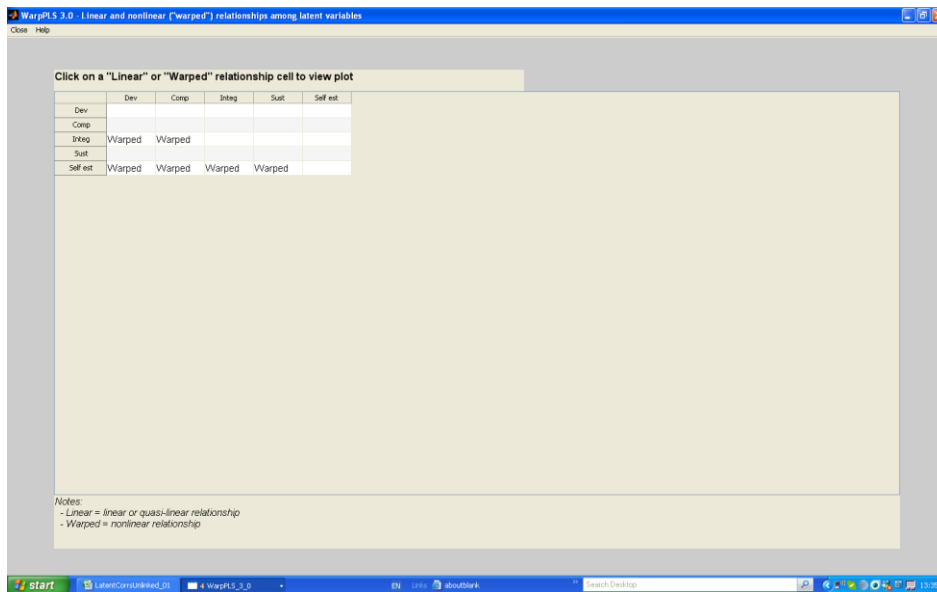 WarpPLS 3.0 - Linear and nonlinear ("warped") relationships among latent variables
Close Help
Click on a "Linear" or "Warped" relationship cell to view plot
Dev Comp Integ Sust Self est
Dev
Comp
Integ Warped Warped
Sust
Self est Warped Warped Warped Warped
Notes:
- Linear = linear or quasi-linear relationship
- Warped = nonlinear relationship
start LatentCorrsUnlinked_01 4 WarpPLS_3_0 EN Links aboutblank Search Desktop